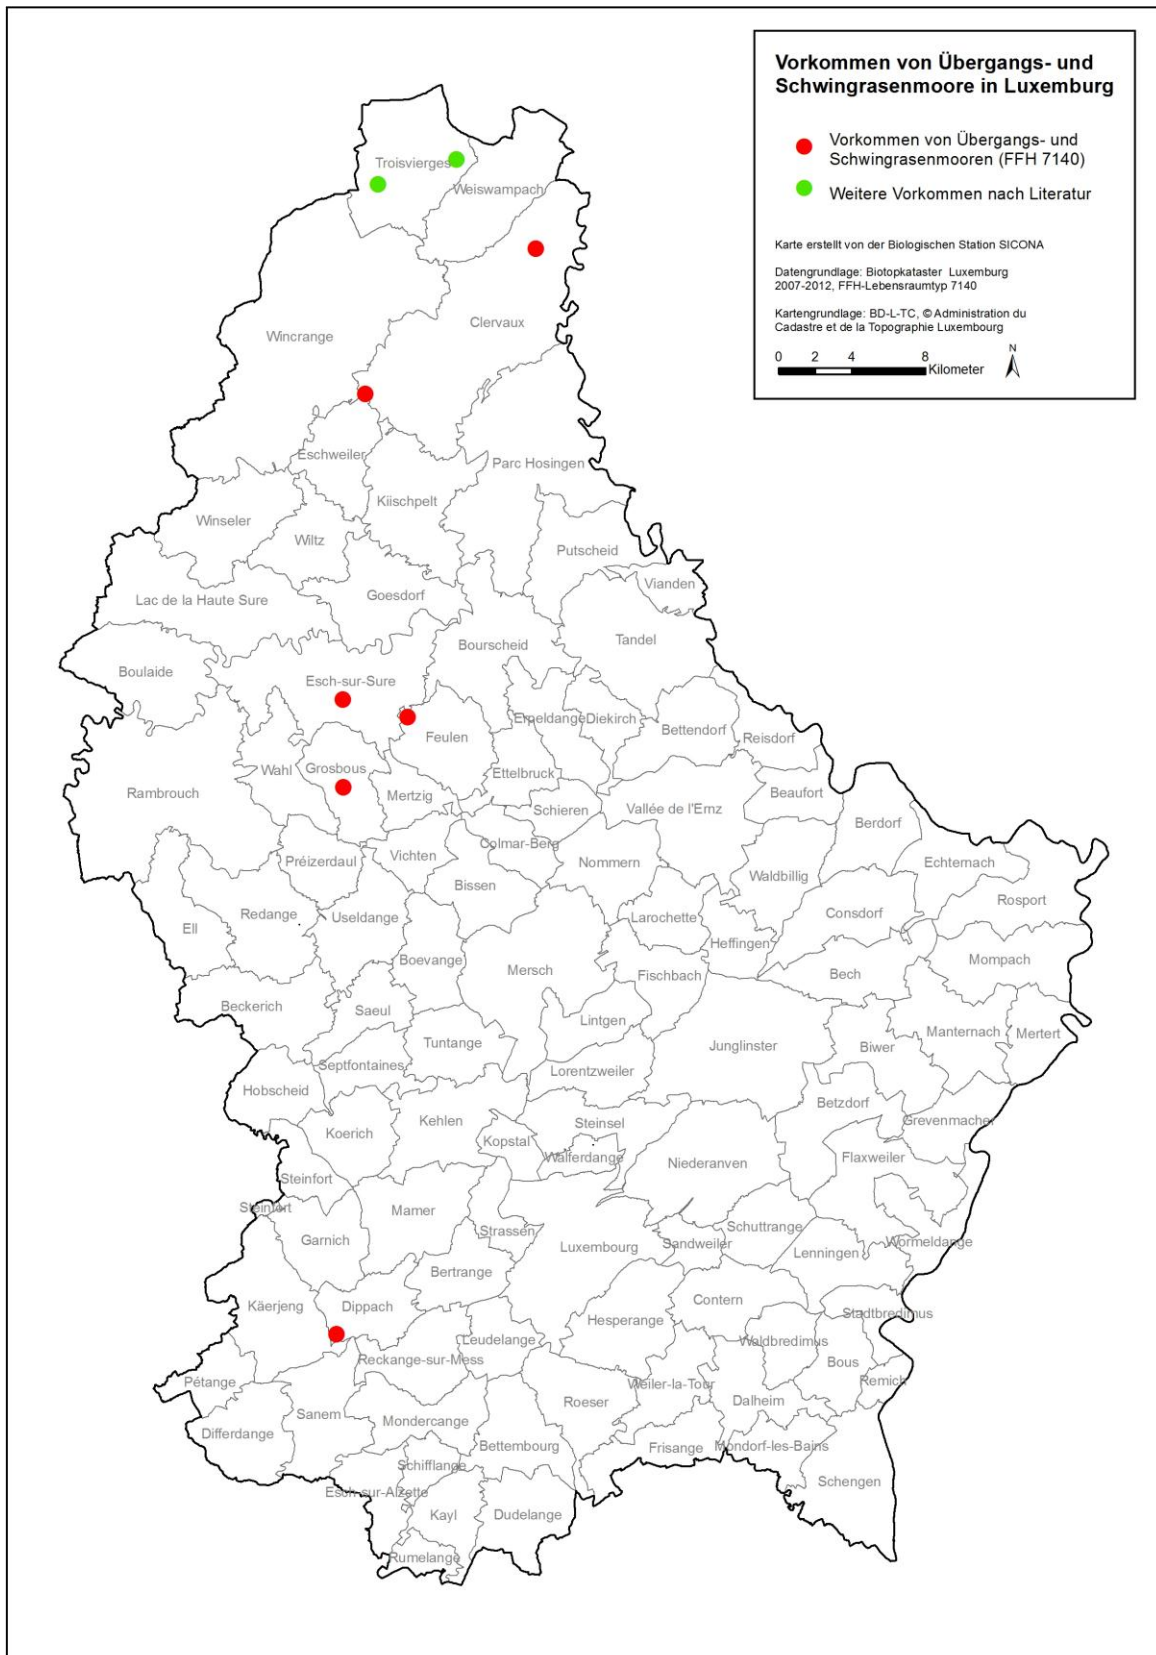 Vorkommen von Übergangs- und
Schwingrasenmoore in Luxemburg
Vorkommen von Übergangs- und
Schwingrasenmooren (FFH 7140)
Weitere Vorkommen nach Literatur
Karte erstellt von der Biologischen Station SICONA
Datengrundlage: Biotopkataster Luxemburg
2007-2012, FFH-Lebensraumtyp 7140
Kartengrundlage: BD-L-TC, © Administration du
Cadastre et de la Topographie Luxembourg
N
0 2 4 8
Kilometer
Troisvierges
Weiswampach
Clervaux
Wincrange
Eschweiler
Parc Hosingen
Kiischpelt
Winseler
Wiltz
Putscheid
Vianden
Goesdorf
Lac de la Haute Sure
Tandel
Bourscheid
Boulaide
Esch-sur-Sure
Erpeldange
Diekirch
Bettendorf
Reisdorf
Feulen
Wahl
Grosbous
Ettelbruck
Rambrouch
Mertzig
Schieren
Vallée de l'Ernz
Beaufort
Berdorf
Colmar-Berg
Préizerdaul
Vichten
Nommern
Echternach
Waldbillig
Bissen
Rosport
Redange
Useldange
Larochette
Consdorf
Ell
Heffingen
Boevange
Mersch
Fischbach
Bech
Mompach
Beckerich
Saeul
Lintgen
Manternach
Mertert
Tuntange
Junglinster
Biwer
Septfontaines
Lorentzweiler
Hobscheid
Betzdorf
Koerich
Kehlen
Steinsel
Grevenmacher
Kopstal
Walferdange
Niederanven
Flaxweiler
Steinfort
Steinfort
Mamer
Garnich
Strassen
Luxembourg
Sandweiler
Schuttrange
Lenningen
Wormeldange
Bertrange
Käerjeng
Dippach
Contern
Hesperange
Stadtbredimus
Leudelange
Waldbredimus
Reckange-sur-Mess
Bous
Pétange
Weiler-la-Tour
Remich
Roeser
Dalheim
Sanem
Mondercange
Differdange
Bettembourg
Frisange
Mondorf-les-Bains
Schifflange
Schengen
Esch-sur-Alzette
Kayl
Dudelange
Rumelange